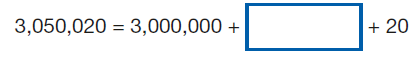 3,050,020 = 3,000,000 + + 20